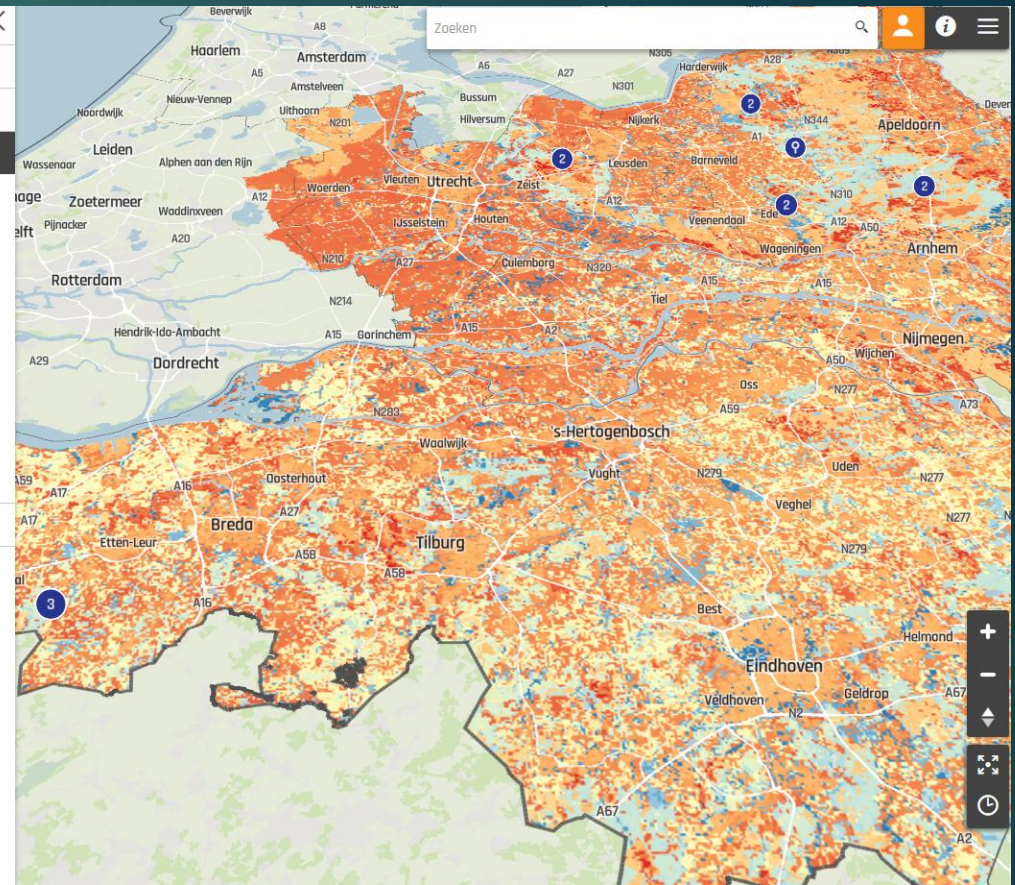 Beverwijk
A8
Zoeken
Haarlem
Amsterdam
A6
A27
N305
Harderwijk
A28
A5
Amstelveen
N301
Nieuw-Vennep
Bussum
2
Noordwijk
Uithoorn
N201
Hilversum
Nijkerk
N344
Apeldoorn
A1
Leiden
2
Wassenaar
Alphen aan den Rijn
Leusden
Barneveld
Vleuten
Utrecht
Zeist
Woerden
2
Zoetermeer
A12
A12
N310
Waddinxveen
2
Ede
Pijnacker
IJsselstein
Houten
Veenendaal
A12
A50
A20
Wageningen
Arnhem
N210
A27
Culemborg
N320
Rotterdam
A15
A15
N214
Tiel
Hendrik-Ido-Ambacht
A15
Gorinchem
A15
A2
Nijmegen
A29
Dordrecht
A50
Wijchen
Oss
N277
A59
A73
N283
's-Hertogenbosch
Waalwijk
Vught
N279
Uden
N277
A59
A17
A16
Oosterhout
Veghel
A17
A27
N277
Breda
Etten-Leur
Tilburg
A58
N279
A58
3
A16
Best
Helmond
Eindhoven
Veldhoven
Geldrop
A67
N2
A67
A2